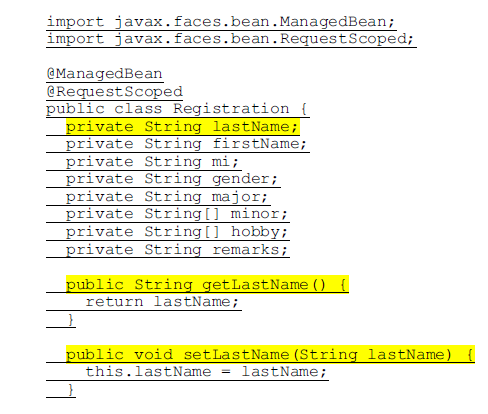 import javax.faces.bean.ManagedBean;
import javax.faces.bean.RequestScoped;
@ManagedBean
@RequestScoped
public class Registration {
private String lastName;
private String firstName;
private String mi;
private String gender;
private String major;
private String[] minor;
private String[] hobby;
private String remarks;
public String getLastName() {
return lastName;
}
public void setLastName(String lastName) {
this.lastName = lastName;
}